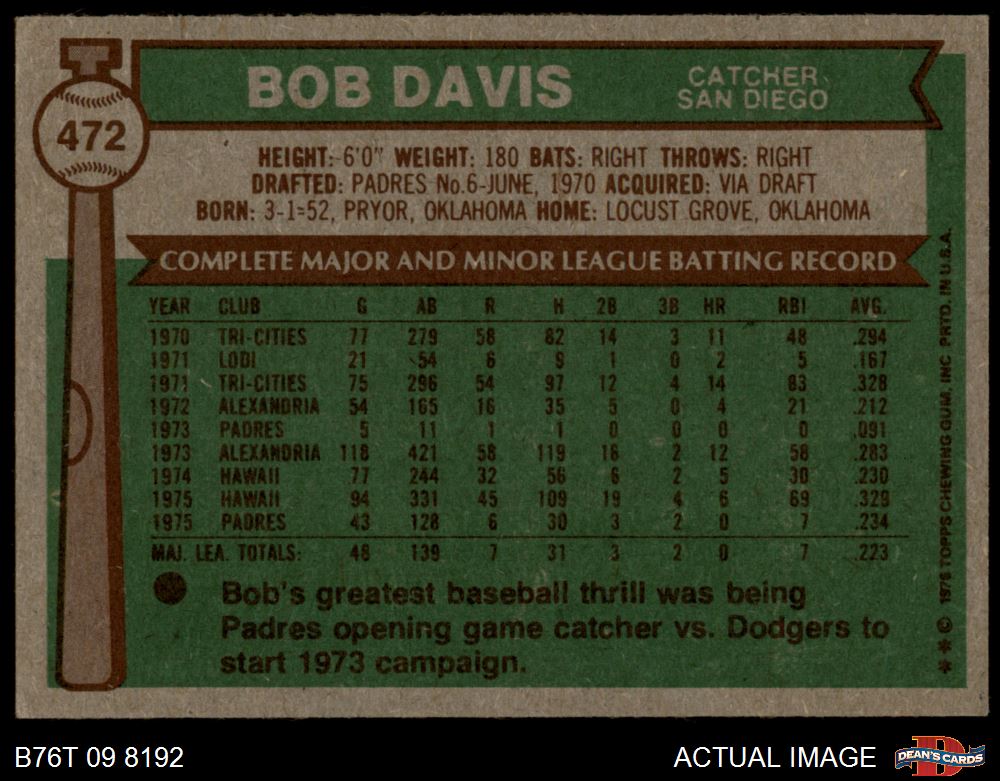 472
BOB DAVIS
CATCHER
SAN DIEGO
HEIGHT: 6'0" WEIGHT: 180 BATS: RIGHT THROWS: RIGHT
DRAFTED: PADRES No.6-JUNE, 1970 ACQUIRED: VIA DRAFT
BORN: 3-1-52, PRYOR, OKLAHOMA HOME: LOCUST GROVE, OKLAHOMA
COMPLETE MAJOR AND MINOR LEAGUE BATTING RECORD
YEAR CLUB G AB R H 2B 3B HR RBI AVG.
1970 TRI-CITIES 77 279 58 82 14 3 11 48 .294
1971 LODI 21 54 6 9 1 0 2 5 .167
1971 TRI-CITIES 75 296 54 97 12 4 14 83 .328
1972 ALEXANDRIA 54 165 16 35 5 0 4 21 .212
1973 PADRES 5 11 1 1 0 0 0 0 .091
1973 ALEXANDRIA 118 421 58 119 16 2 12 58 .283
1974 HAWAII 77 244 32 56 6 2 5 30 .230
1975 HAWAII 94 331 45 109 19 4 6 69 .329
1975 PADRES 43 128 6 30 3 2 0 7 .234
MAJ. LEA. TOTALS: 48 139 7 31 3 2 0 7 .223
Bob's greatest baseball thrill was being
Padres opening game catcher vs. Dodgers to
start 1973 campaign.
** © 1976 TOPPS CHEWING GUM, INC. PRTD. IN U.S.A.
B76T 09 8192
ACTUAL IMAGE
D
DEAN'S CARDS